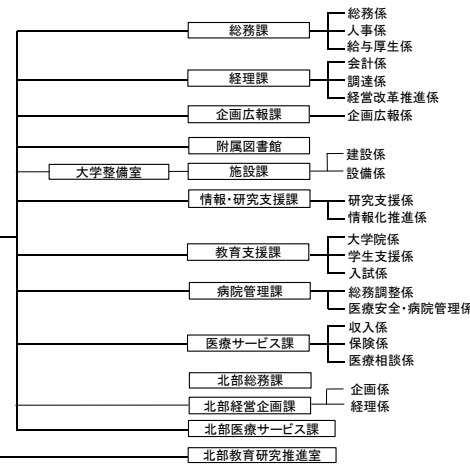 総務課
総務係
人事係
給与厚生係
経理課
会計係
調達係
経営改革推進係
企画広報課
企画広報係
附属図書館
大学整備室
施設課
建設係
設備係
情報・研究支援課
研究支援係
情報化推進係
教育支援課
大学院係
学生支援係
入試係
病院管理課
総務調整係
医療安全・病院管理係
医療サービス課
収入係
保険係
医療相談係
北部総務課
北部経営企画課
企画係
経理係
北部医療サービス課
北部教育研究推進室